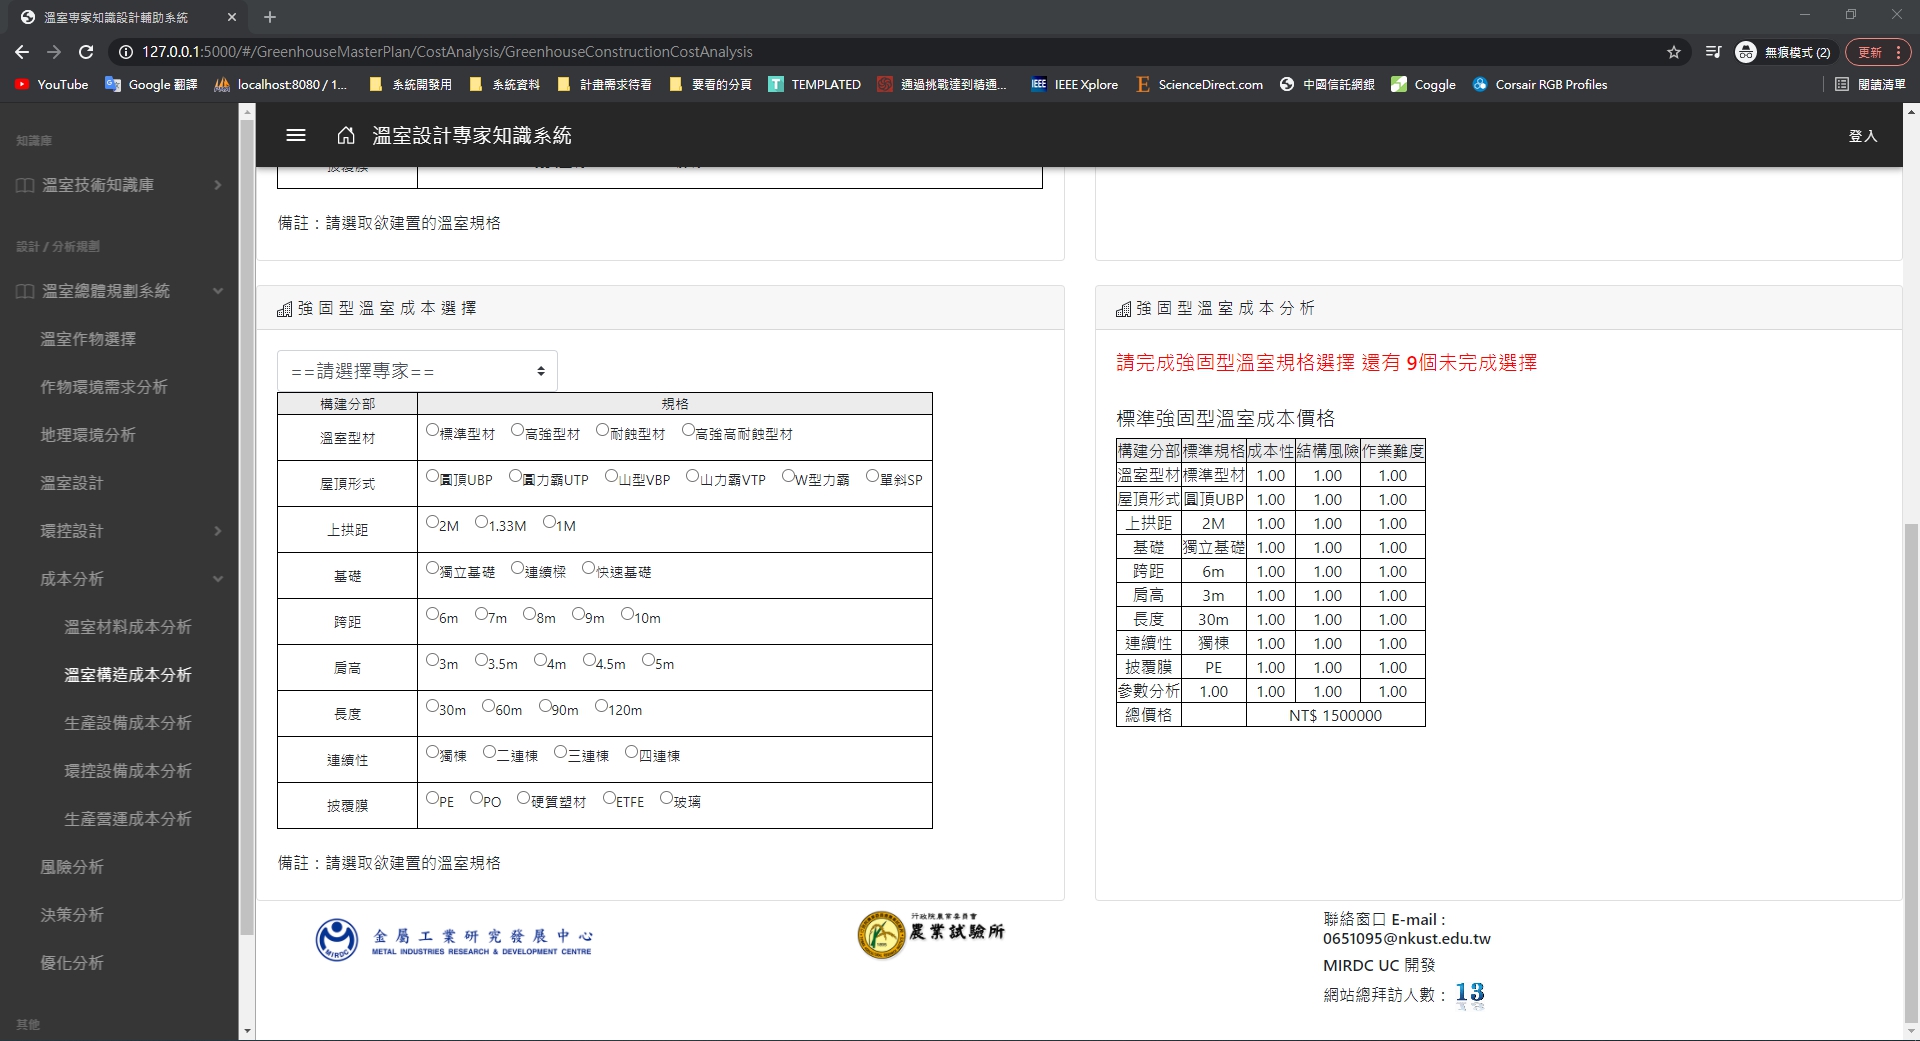 溫室專家知識設計輔助系統
127.0.0.1:5000/#/GreenhouseMasterPlan/CostAnalysis/GreenhouseConstructionCostAnalysis
無痕模式 (2)
更新
YouTube
Google 翻譯
localhost:8080 / 1...
系統開發用
系統資料
計畫需求待看
要看的分頁
TEMPLATED
通過挑戰達到精通...
IEEE Xplore
ScienceDirect.com
中國信託網銀
Coggle
Corsair RGB Profiles
閱讀清單
溫室設計專家知識系統
登入
知識庫
溫室技術知識庫
設計 / 分析規劃
溫室總體規劃系統
溫室作物選擇
作物環境需求分析
地理環境分析
溫室設計
環控設計
成本分析
溫室材料成本分析
溫室構造成本分析
生產設備成本分析
環控設備成本分析
生產營運成本分析
風險分析
決策分析
優化分析
其他
披覆膜
備註：請選取欲建置的溫室規格
強固型溫室成本選擇
==請選擇專家==
構建分部 規格
溫室型材 標準型材 高強型材 耐蝕型材 高強高耐蝕型材
屋頂形式 圓頂UBP 圓力霸UTP 山型VBP 山力霸VTP W型力霸 單斜SP
上拱距 2M 1.33M 1M
基礎 獨立基礎 連續樑 快速基礎
跨距 6m 7m 8m 9m 10m
肩高 3m 3.5m 4m 4.5m 5m
長度 30m 60m 90m 120m
連續性 獨棟 二連棟 三連棟 四連棟
披覆膜 PE PO 硬質塑材 ETFE 玻璃
備註：請選取欲建置的溫室規格
強固型溫室成本分析
請完成強固型溫室規格選擇 還有 9個未完成選擇
標準強固型溫室成本價格
構建分部 標準規格 成本性 結構風險 作業難度
溫室型材 標準型材 1.00 1.00 1.00
屋頂形式 圓頂UBP 1.00 1.00 1.00
上拱距 2M 1.00 1.00 1.00
基礎 獨立基礎 1.00 1.00 1.00
跨距 6m 1.00 1.00 1.00
肩高 3m 1.00 1.00 1.00
長度 30m 1.00 1.00 1.00
連續性 獨棟 1.00 1.00 1.00
披覆膜 PE 1.00 1.00 1.00
參數分析 1.00 1.00 1.00 1.00
總價格 NT$ 1500000
MIRDC
金屬工業研究發展中心
METAL INDUSTRIES RESEARCH & DEVELOPMENT CENTRE
行政院農業委員會
農業試驗所
聯絡窗口 E-mail :
0651095@nkust.edu.tw
MIRDC UC 開發
網站總拜訪人數： 13